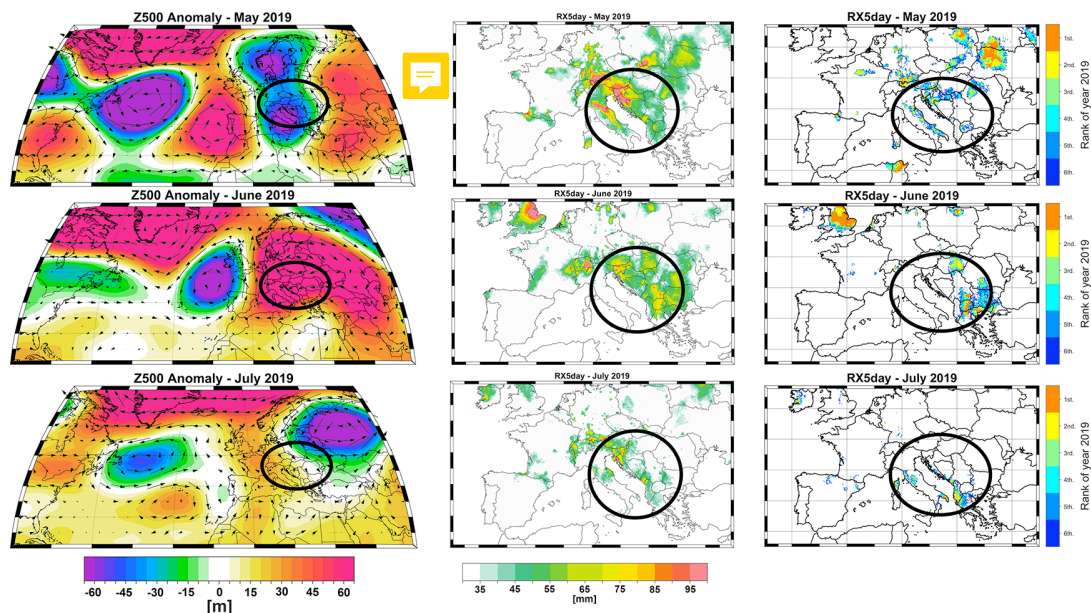 Z500 Anomaly - May 2019
RX5day - May 2019
RX5day - May 2019
1st.
2nd.
3rd.
4th.
5th.
6th.
Rank of year 2019
Z500 Anomaly - June 2019
RX5day - June 2019
RX5day - June 2019
1st.
2nd.
3rd.
4th.
5th.
6th.
Rank of year 2019
Z500 Anomaly - July 2019
RX5day - July 2019
RX5day - July 2019
1st.
2nd.
3rd.
4th.
5th.
6th.
Rank of year 2019
-60 -45 -30 -15 0 15 30 45 60
[m]
35 45 55 65 75 85 95
[mm]